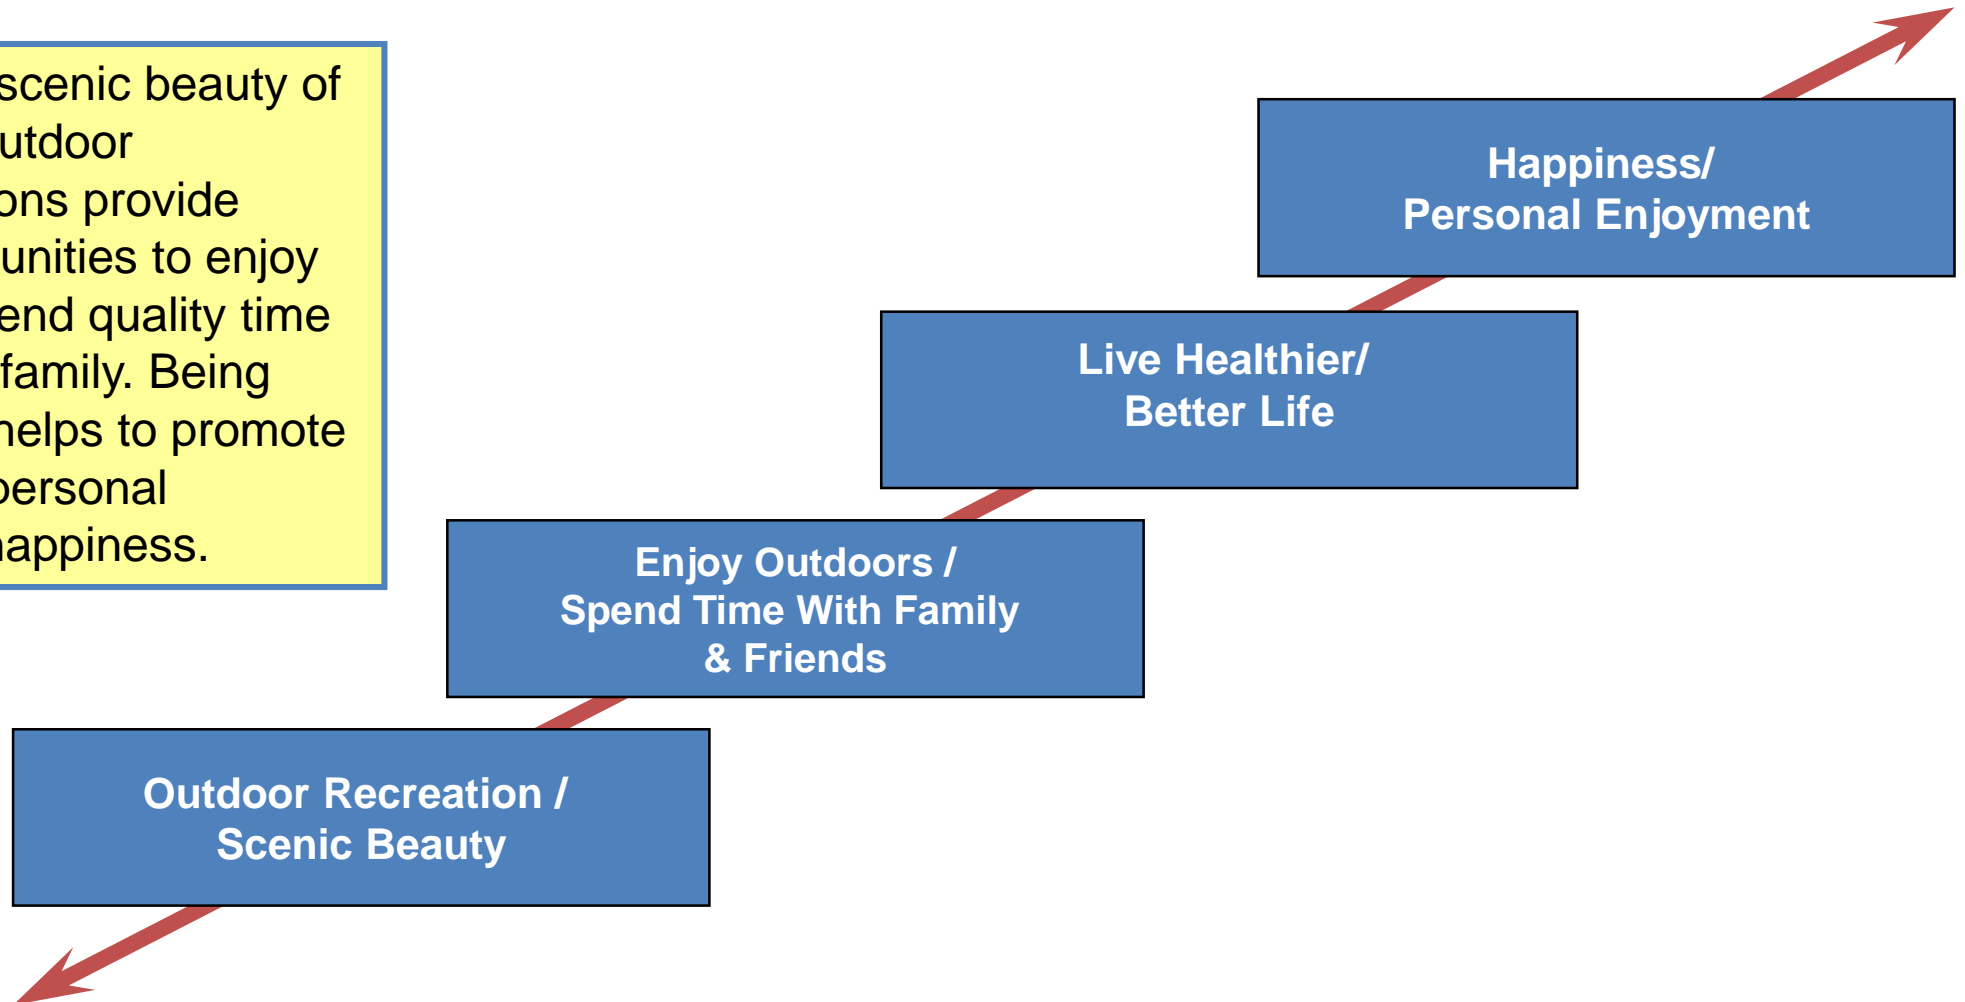 scenic beauty of
utdoor
ons provide
unities to enjoy
end quality time
family. Being
helps to promote
personal
happiness.
Happiness/
Personal Enjoyment
Live Healthier/
Better Life
Enjoy Outdoors /
Spend Time With Family
& Friends
Outdoor Recreation /
Scenic Beauty